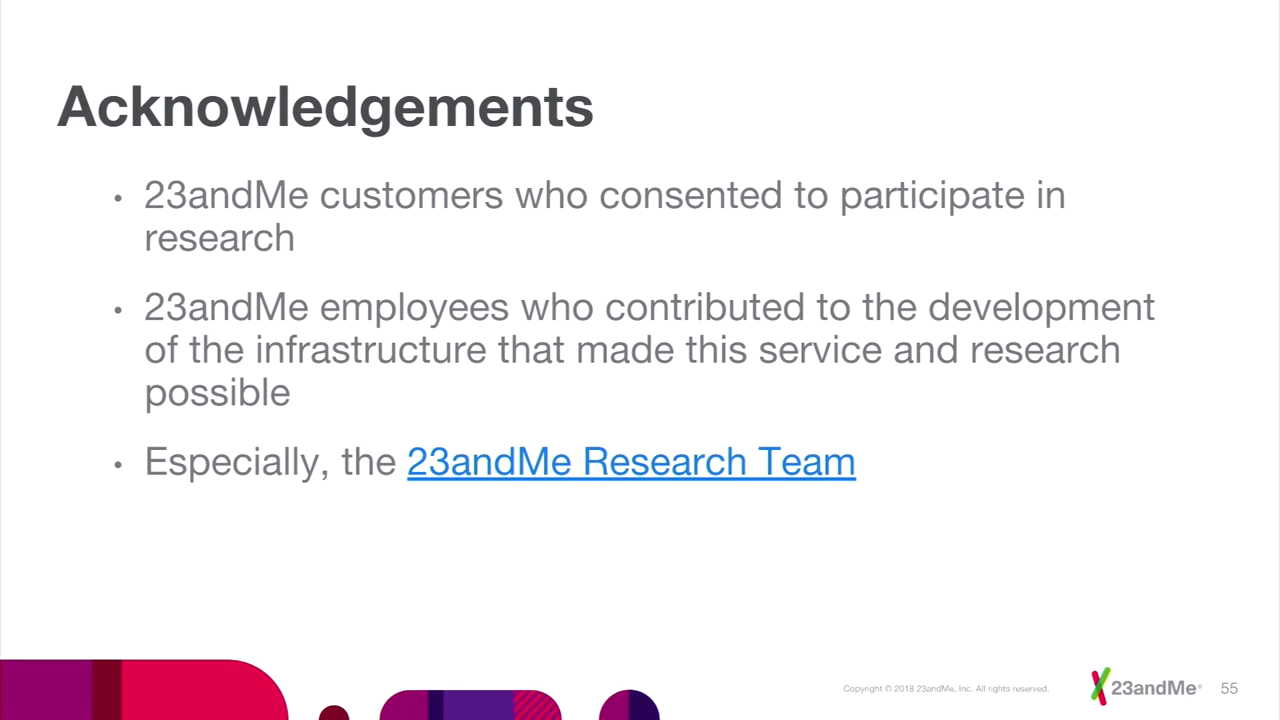 Acknowledgements
• 23andMe customers who consented to participate in
research
• 23andMe employees who contributed to the development
of the infrastructure that made this service and research
possible
• Especially, the 23andMe Research Team
Copyright © 2018 23andMe, Inc. All rights reserved.
23andMe®
55